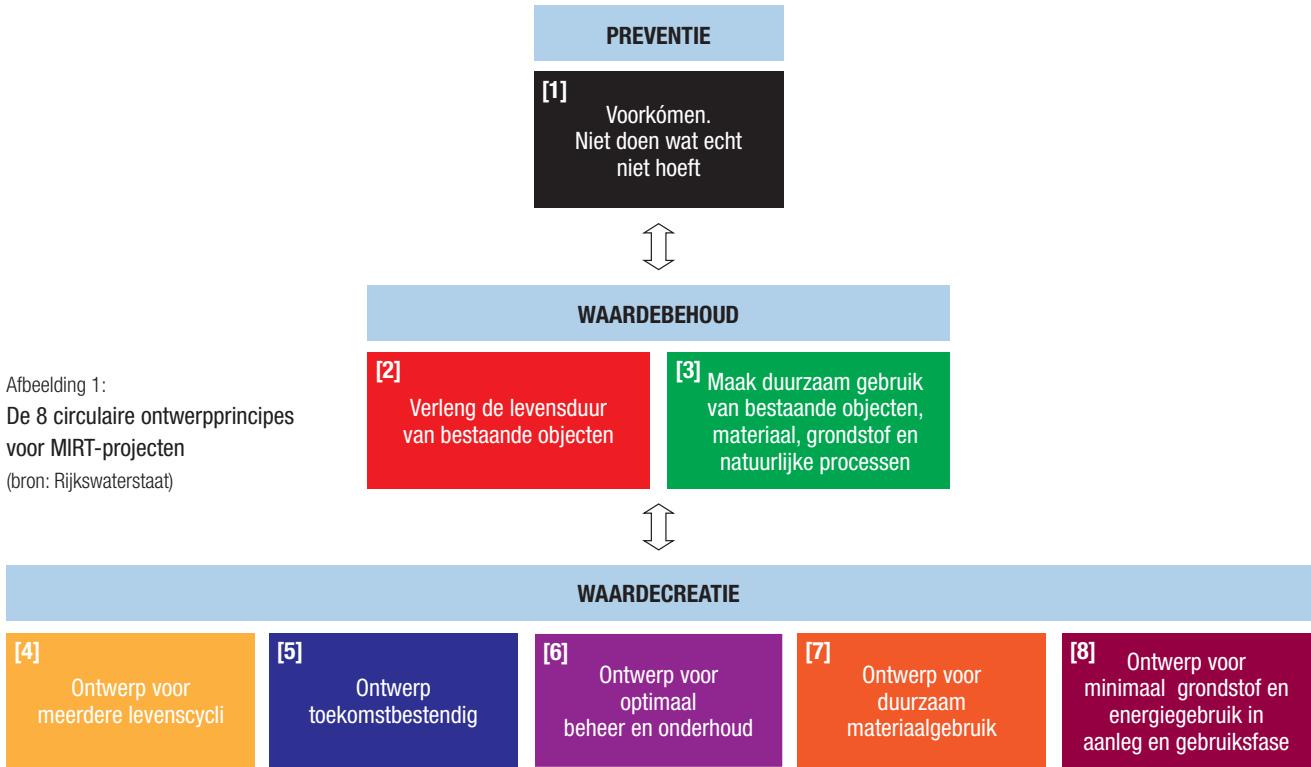 PREVENTIE
[1]
Voorkómen.
Niet doen wat echt
niet hoeft
WAARDEBEHOUD
[2]
Verleng de levensduur
van bestaande objecten
[3]
Maak duurzaam gebruik
van bestaande objecten,
materiaal, grondstof en
natuurlijke processen
Afbeelding 1:
De 8 circulaire ontwerpprincipes
voor MIRT-projecten
(bron: Rijkswaterstaat)
WAARDECREATIE
[4]
Ontwerp voor
meerdere levenscycli
[5]
Ontwerp
toekomstbestendig
[6]
Ontwerp voor
optimaal
beheer en onderhoud
[7]
Ontwerp voor
duurzaam
materiaalgebruik
[8]
Ontwerp voor
minimaal grondstof en
energiegebruik in
aanleg en gebruiksfase